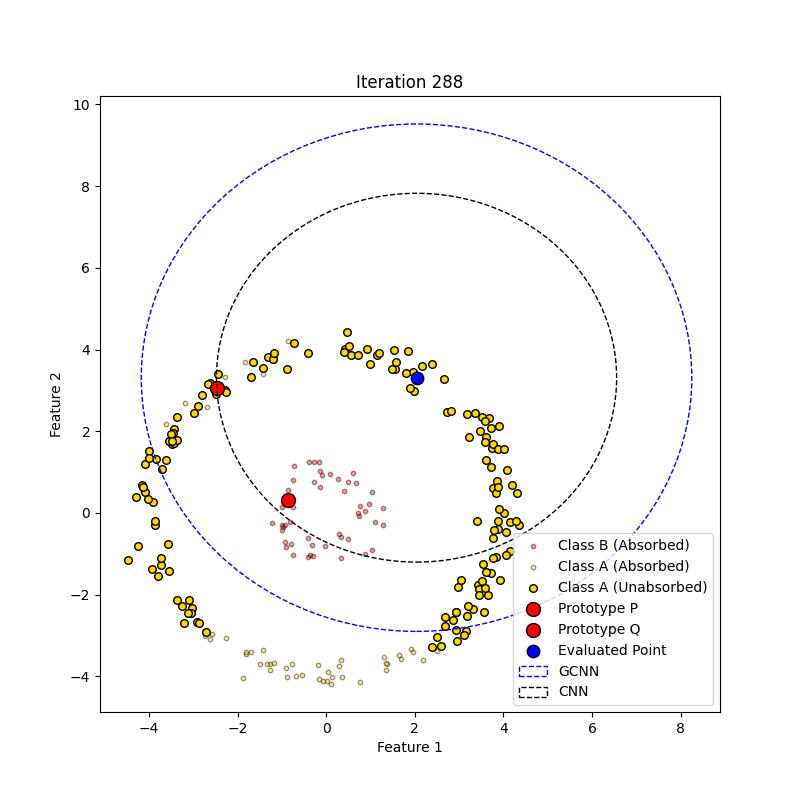 Iteration 288
10
8
6
4
2
0
−2
−4
Feature 2
−4
−2
0
2
4
6
8
Feature 1
Class B (Absorbed)
Class A (Absorbed)
Class A (Unabsorbed)
Prototype P
Prototype Q
Evaluated Point
GCNN
CNN